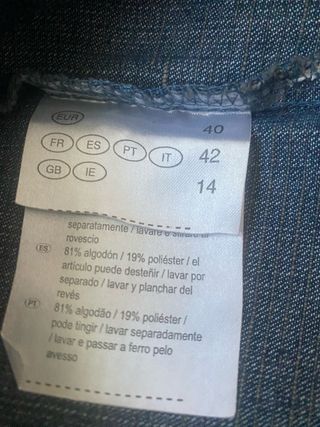 EUR 40
FR ES PT IT 42
GB IE 14
separatamente / lavare e stirare al
rovescio
ES 81% algodón / 19% poliéster / el
artículo puede desteñir / lavar por
separado / lavar y planchar del
revés
PT 81% algodão / 19% poliéster /
pode tingir / lavar separadamente
/ lavar e passar a ferro pelo
avesso